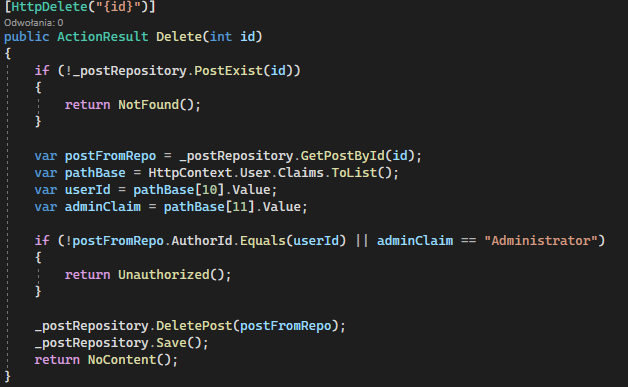 [HttpDelete("{id}")]
Odwołania: 0
public ActionResult Delete(int id)
{
if (!_postRepository.PostExist(id))
{
return NotFound();
}
var postFromRepo = _postRepository.GetPostById(id);
var pathBase = HttpContext.User.Claims.ToList();
var userId = pathBase[10].Value;
var adminClaim = pathBase[11].Value;
if (!postFromRepo.AuthorId.Equals(userId) || adminClaim == "Administrator")
{
return Unauthorized();
}
_postRepository.DeletePost(postFromRepo);
_postRepository.Save();
return NoContent();
}